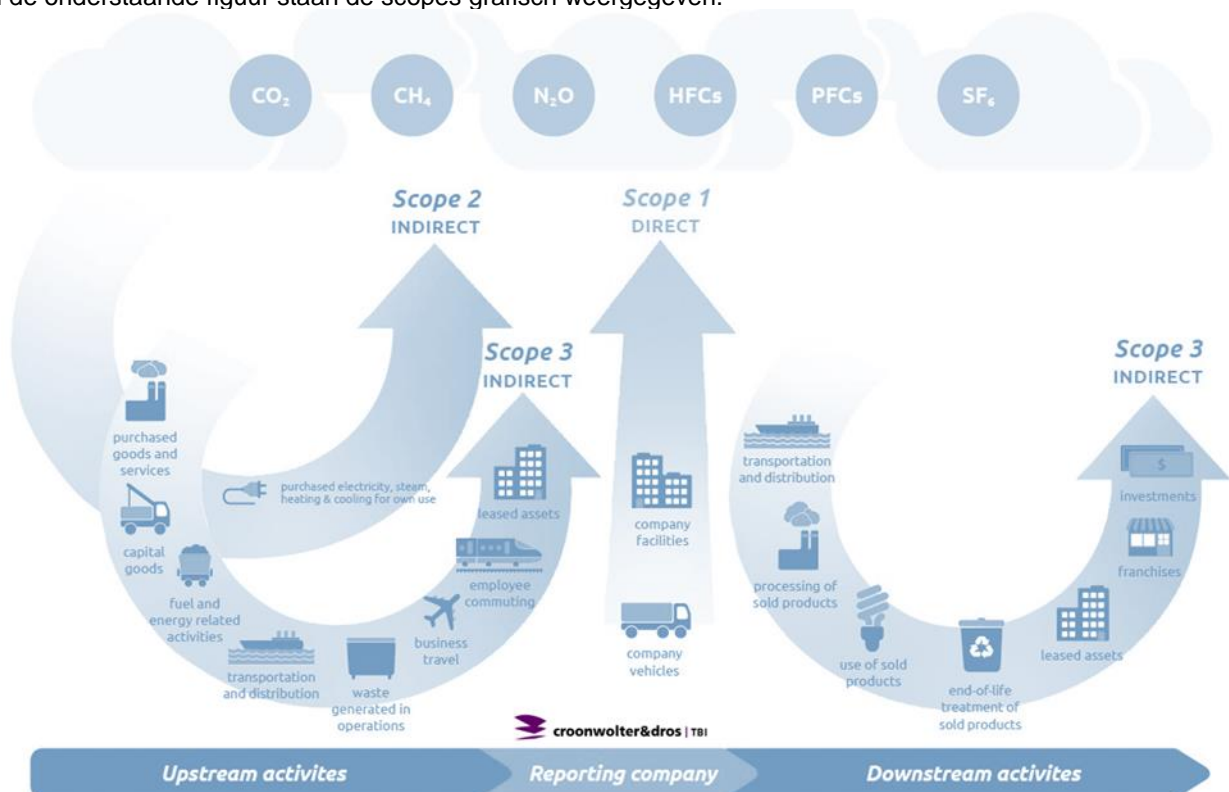 de onderstaande figuur staan de scopes grafisch weergegeven.
CO₂
CH₄
N₂O
HFCs
PFCs
SF₆
Scope 2
INDIRECT
Scope 1
DIRECT
Scope 3
INDIRECT
Scope 3
INDIRECT
purchased
goods and
services
purchased electricity, steam,
heating & cooling for own use
capital
goods
fuel and
energy related
activities
transportation
and distribution
waste
generated in
operations
business
travel
employee
commuting
leased assets
company
facilities
company
vehicles
transportation
and distribution
processing of
sold products
use of sold
products
end-of-life
treatment of
sold products
leased assets
franchises
$
investments
croonwolter&dros | TBI
Upstream activites
Reporting company
Downstream activites